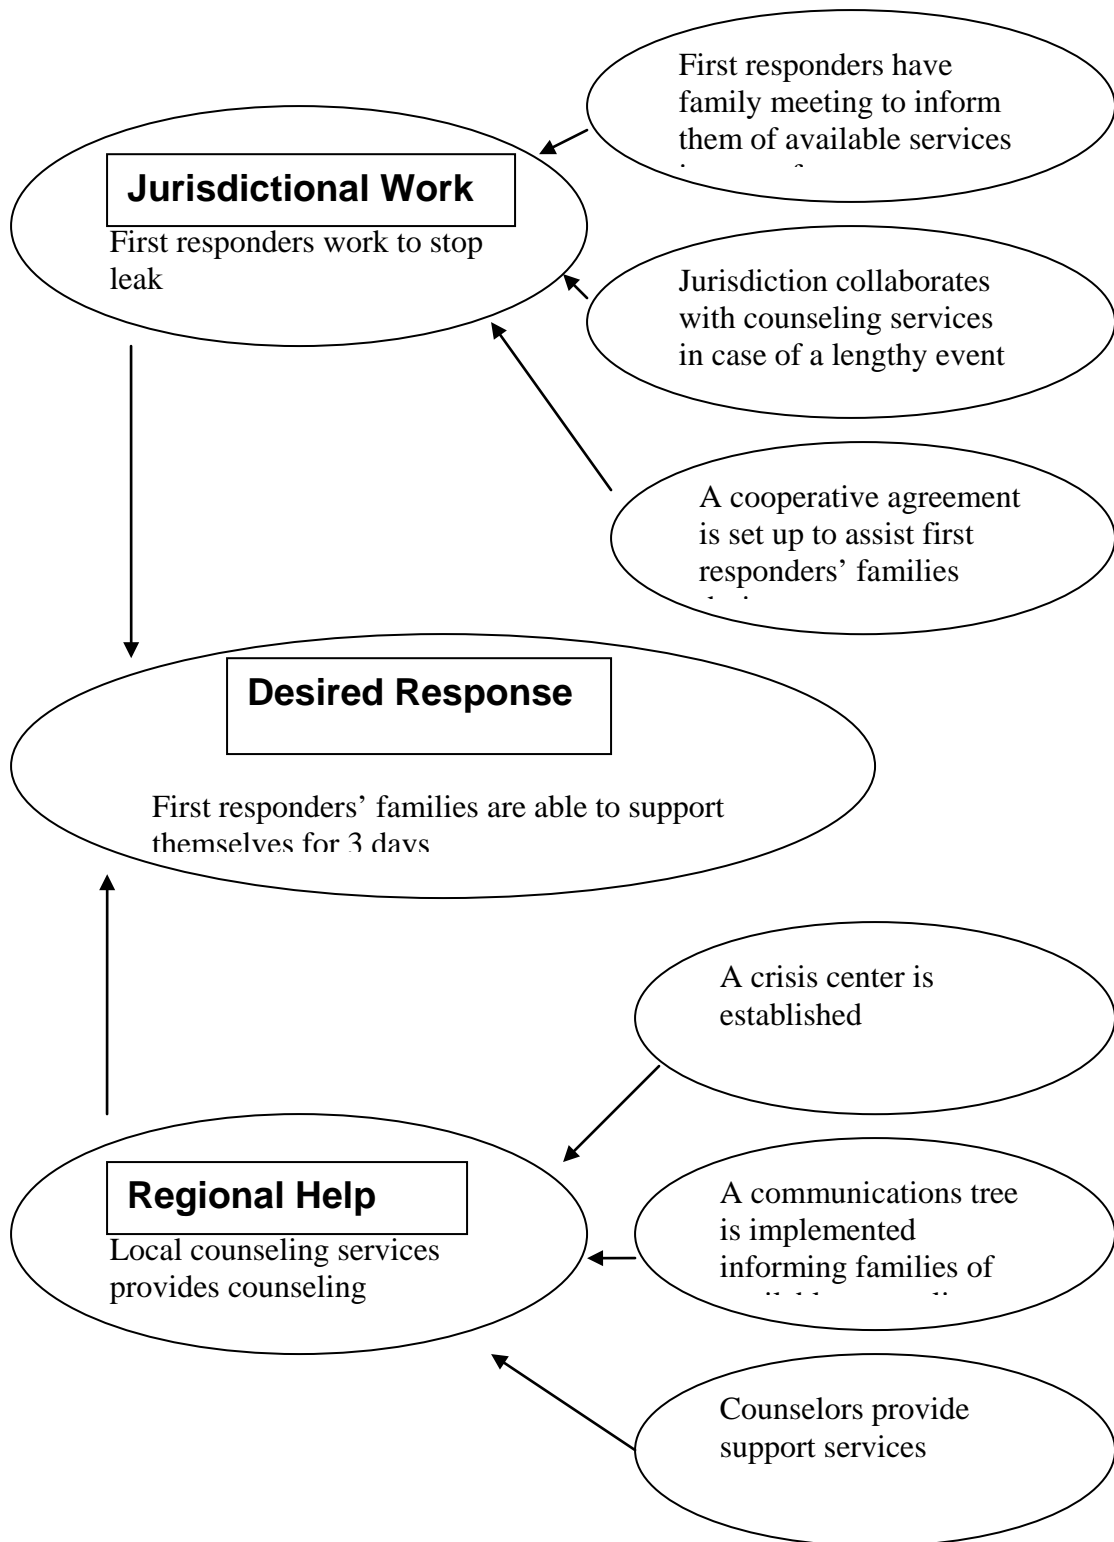 First responders have
family meeting to inform
them of available services
Jurisdictional Work
First responders work to stop
leak
Jurisdiction collaborates
with counseling services
in case of a lengthy event
A cooperative agreement
is set up to assist first
responders’ families
Desired Response
First responders’ families are able to support
themselves for 3 days
A crisis center is
established
Regional Help
Local counseling services
provides counseling
A communications tree
is implemented
informing families of
Counselors provide
support services